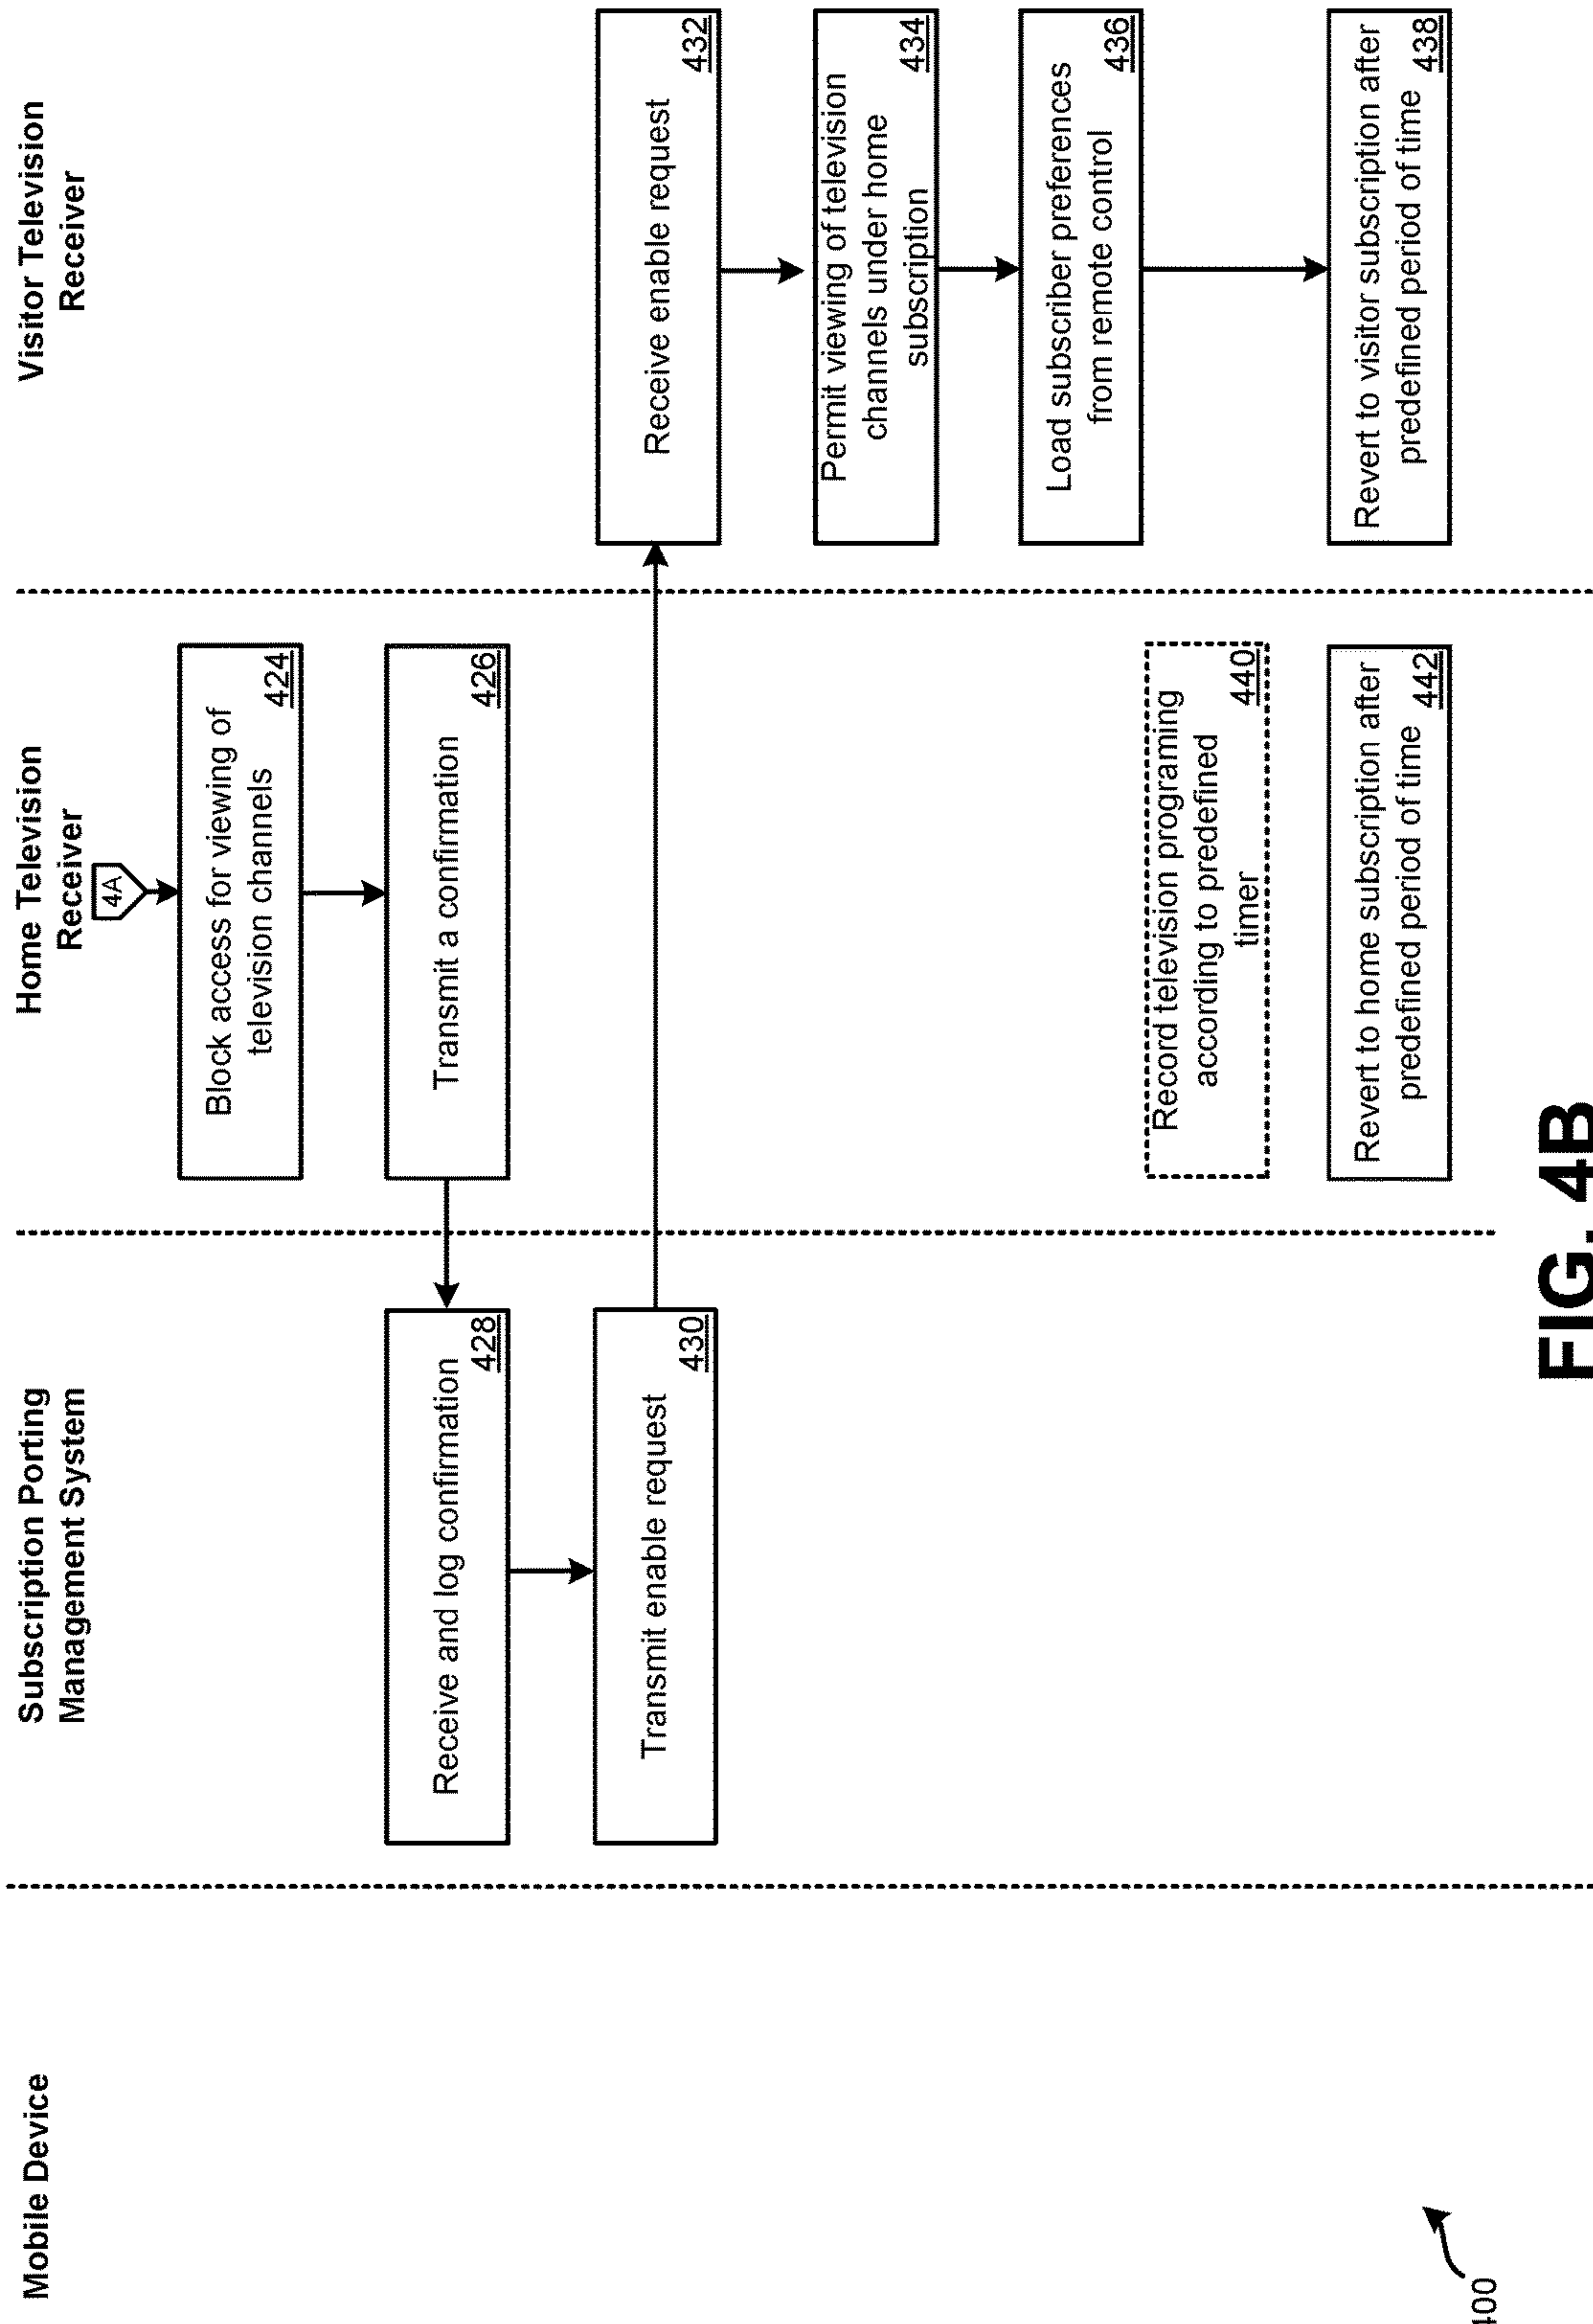 Mobile Device
Subscription Porting
Management System
Home Television
Receiver
Visitor Television
Receiver
4A
Block access for viewing of
television channels
424
Transmit a confirmation
426
Receive and log confirmation
428
Transmit enable request
430
Receive enable request
432
Permit viewing of television
channels under home
subscription
434
Load subscriber preferences
from remote control
436
Record television programing
according to predefined
timer
440
Revert to home subscription after
predefined period of time
442
Revert to visitor subscription after
predefined period of time
438
400
FIG. 4B